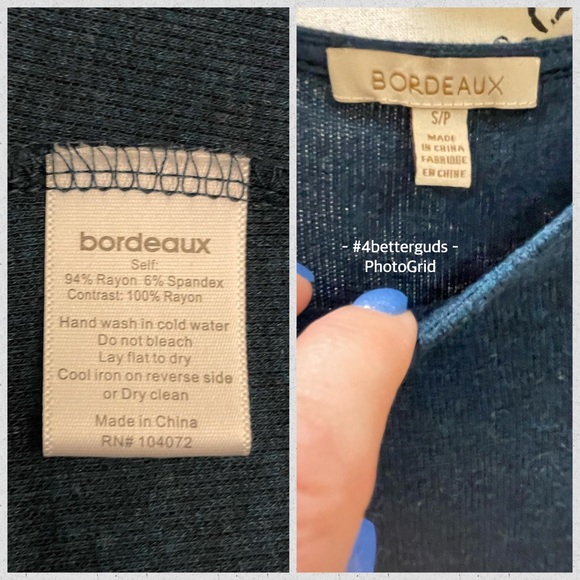 bordeaux
Self:
94% Rayon 6% Spandex
Contrast: 100% Rayon
Hand wash in cold water
Do not bleach
Lay flat to dry
Cool iron on reverse side
or Dry clean
Made in China
RN# 104072
BORDEAUX
S/P
MADE
IN CHINA
FABRIQUE
EN CHINE
- #4betterguds -
PhotoGrid